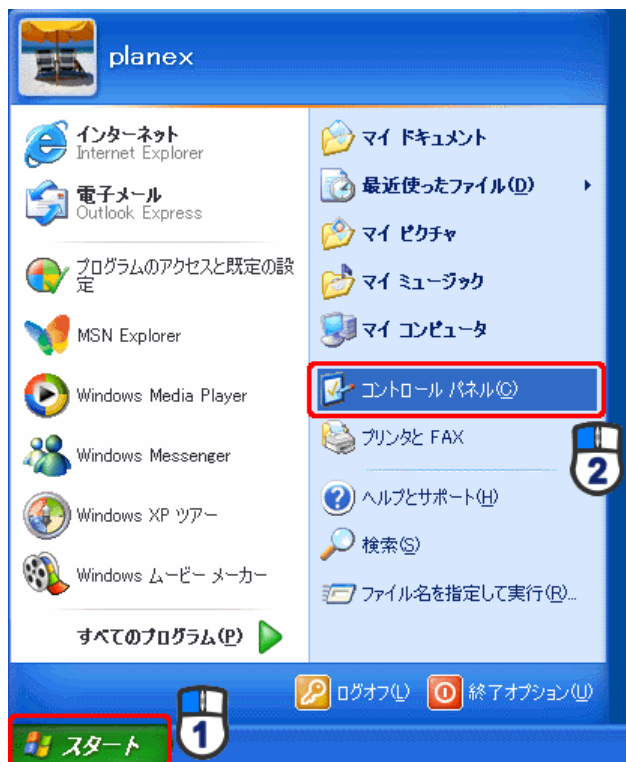 planex
インターネット
Internet Explorer
電子メール
Outlook Express
プログラムのアクセスと既定の設
定
MSN Explorer
Windows Media Player
Windows Messenger
Windows XP ツアー
Windows ムービー メーカー
すべてのプログラム(P)
マイ ドキュメント
最近使ったファイル(D)
マイ ピクチャ
マイ ミュージック
マイ コンピュータ
コントロール パネル(C)
プリンタと FAX
2
ヘルプとサポート(H)
検索(S)
ファイル名を指定して実行(R)...
ログオフ(L)
終了オプション(U)
スタート
1